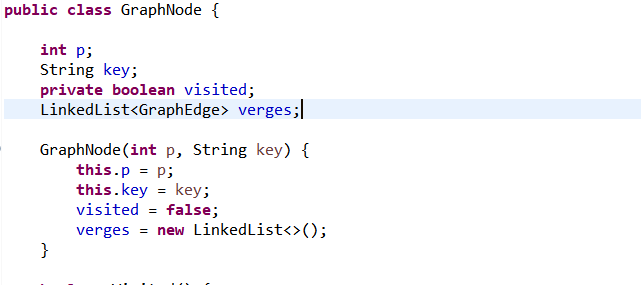 public class GraphNode {
int p;
String key;
private boolean visited;
LinkedList<GraphEdge> verges;
GraphNode(int p, String key) {
this.p = p;
this.key = key;
visited = false;
verges = new LinkedList<>();
}